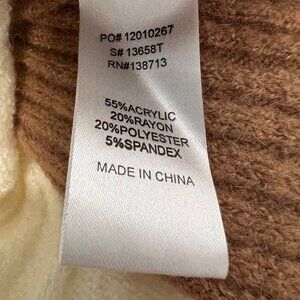 PO# 12010267
S# 13658T
RN#138713
55%ACRYLIC
20%RAYON
20%POLYESTER
5%SPANDEX
MADE IN CHINA